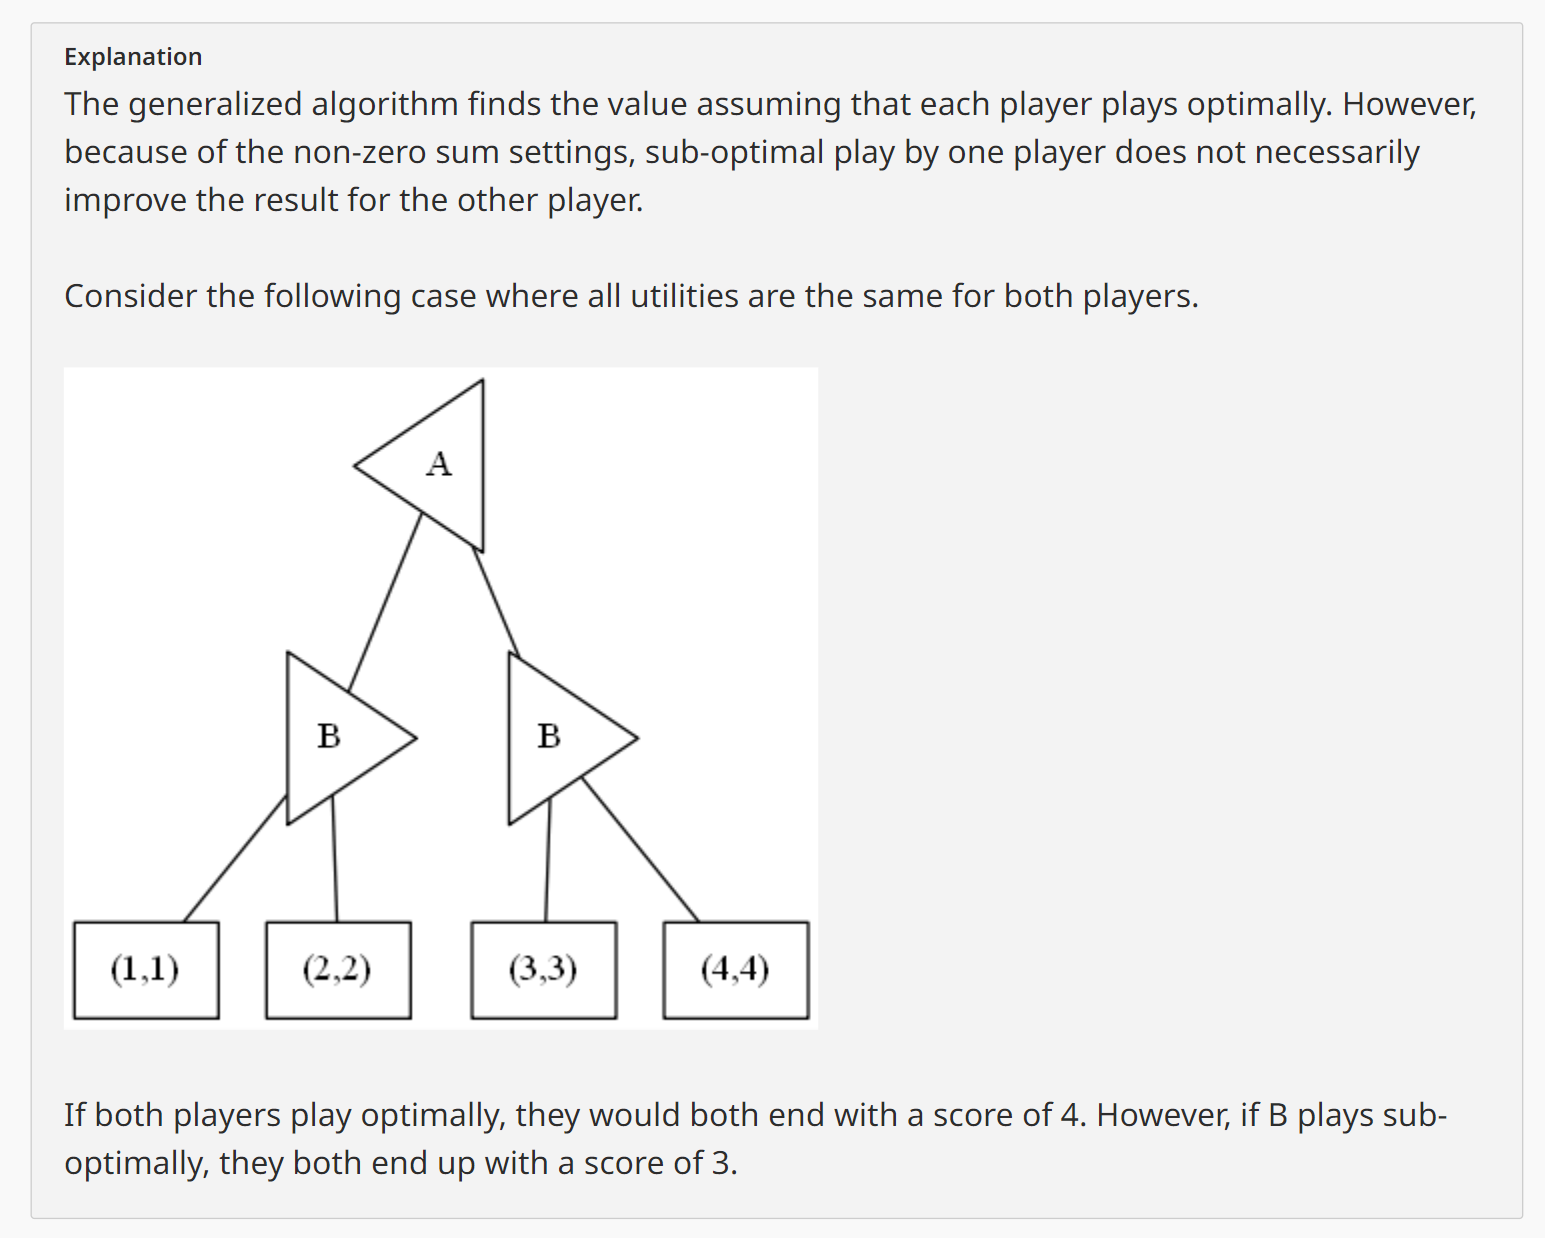 Explanation
The generalized algorithm finds the value assuming that each player plays optimally. However,
because of the non-zero sum settings, sub-optimal play by one player does not necessarily
improve the result for the other player.
Consider the following case where all utilities are the same for both players.
A
B B
(1,1) (2,2) (3,3) (4,4)
If both players play optimally, they would both end with a score of 4. However, if B plays sub-
optimally, they both end up with a score of 3.